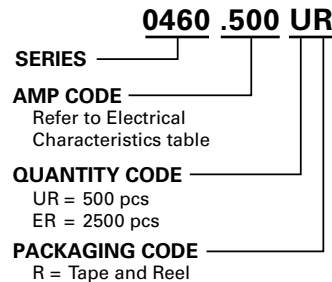 0460 .500 UR
SERIES
AMP CODE
Refer to Electrical
Characteristics table
QUANTITY CODE
UR = 500 pcs
ER = 2500 pcs
PACKAGING CODE
R = Tape and Reel